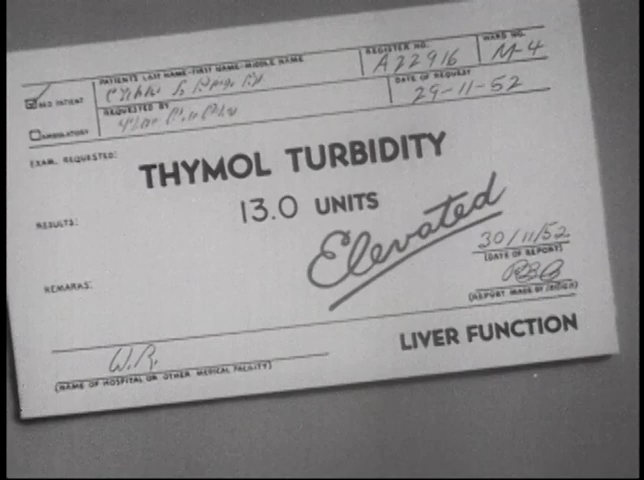 PATIENT'S LAST NAME-FIRST NAME-MIDDLE NAME
REGISTER NO.
A22916
WARD NO.
M-4
BED PATIENT
REQUESTED BY
DATE OF REQUEST
29-11-52
AMBULATORY
EXAM. REQUESTED:
THYMOL TURBIDITY
RESULTS:
13.0 UNITS
Elevated
30/11/52
(DATE OF REPORT)
REMARKS:
(REPORT MADE BY (SIGN))
LIVER FUNCTION
W.R.
(NAME OF HOSPITAL OR OTHER MEDICAL FACILITY)